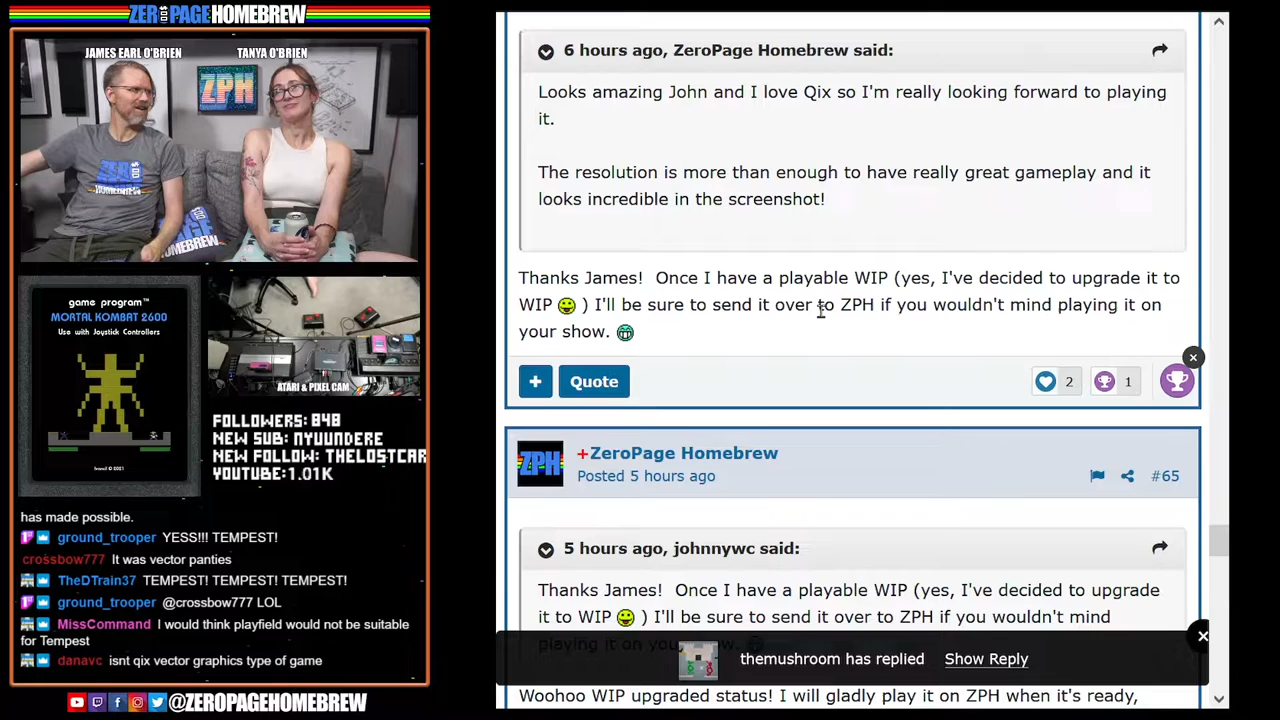 ZEROPAGE HOMEBREW
JAMES EARL O'BRIEN
TANYA O'BRIEN
ZPH
HOMEBREW
game program™
MORTAL KOMBAT 2600
Use with Joystick Controllers
ATARI & PIXEL CAM
FOLLOWERS: 848
NEW SUB: NYUUNDERE
NEW FOLLOW: THELOSTCAR
YOUTUBE:1.01K
has made possible.
ground_trooper YESS!!! TEMPEST!
crossbow777 It was vector panties
TheDTrain37 TEMPEST! TEMPEST! TEMPEST!
ground_trooper @crossbow777 LOL
MissCommand I would think playfield would not be suitable
for Tempest
danavc isnt qix vector graphics type of game
@ZEROPAGEHOMEBREW
6 hours ago, ZeroPage Homebrew said:
Looks amazing John and I love Qix so I'm really looking forward to playing
it.
The resolution is more than enough to have really great gameplay and it
looks incredible in the screenshot!
Thanks James!  Once I have a playable WIP (yes, I've decided to upgrade it to
WIP ) I'll be sure to send it over to ZPH if you wouldn't mind playing it on
your show.
+ Quote
2 1
ZPH
+ZeroPage Homebrew
Posted 5 hours ago
#65
5 hours ago, johnnywc said:
Thanks James!  Once I have a playable WIP (yes, I've decided to upgrade
it to WIP ) I'll be sure to send it over to ZPH if you wouldn't mind
playing it on your show.
themushroom has replied Show Reply
Woohoo WIP upgraded status! I will gladly play it on ZPH when it's ready,